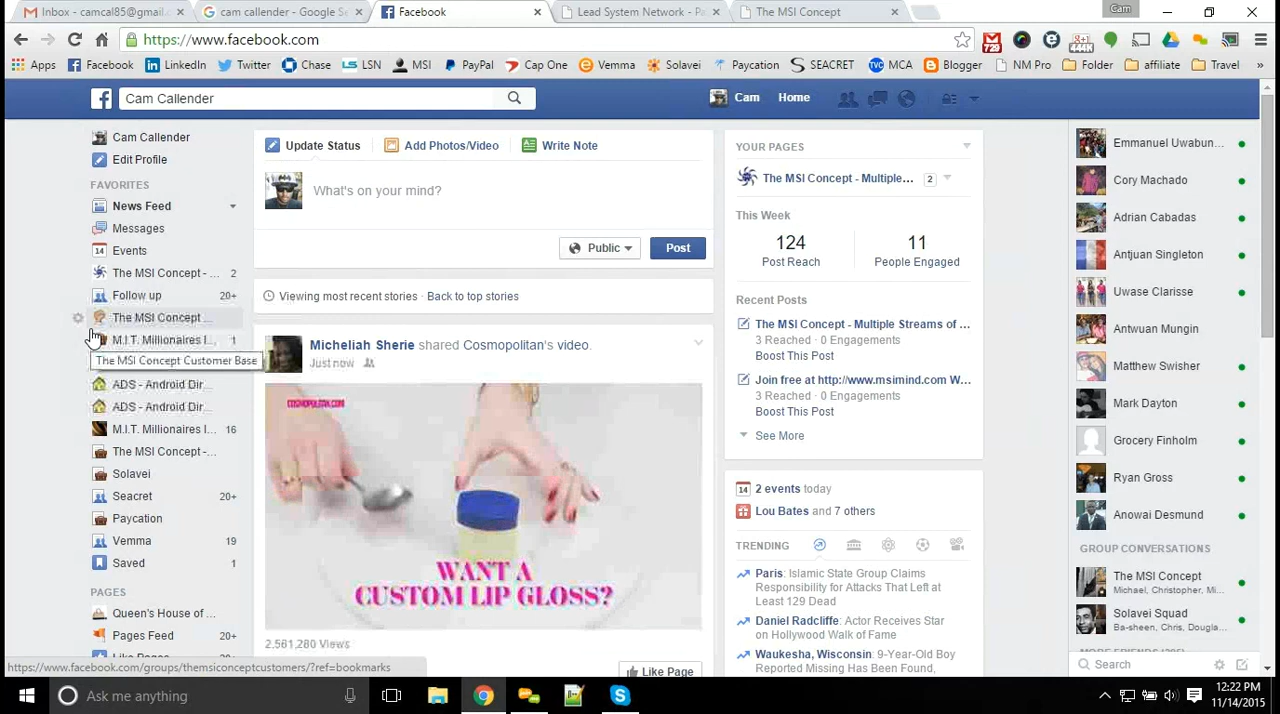 Inbox - camcal85@gmail
cam callender - Google S
Facebook
Lead System Network - Pa
The MSI Concept
Cam
https://www.facebook.com
Apps
Facebook
LinkedIn
Twitter
Chase
LSN
MSI
PayPal
Cap One
Vemma
Solavei
Paycation
SEACRET
MCA
Blogger
NM Pro
Folder
affiliate
Travel
»
Cam Callender
Cam
Home
Cam Callender
Edit Profile
FAVORITES
News Feed
Messages
Events
The MSI Concept - ... 2
Follow up 20+
The MSI Concept ...
M.I.T. Millionaires I... 1
The MSI Concept Customer Base
ADS - Android Dir...
ADS - Android Dir...
M.I.T. Millionaires I... 16
The MSI Concept -...
Solavei
Seacret 20+
Paycation
Vemma 19
Saved 1
PAGES
Queen's House of ...
Pages Feed 20+
https://www.facebook.com/groups/themsiconceptcustomers/?ref=bookmarks
Update Status
Add Photos/Video
Write Note
What's on your mind?
Public
Post
Viewing most recent stories · Back to top stories
Micheliah Sherie shared Cosmopolitan's video.
Just now
COSMOPOLITAN.COM
WANT A
CUSTOM LIP GLOSS?
2,561,280 Views
Like Page
YOUR PAGES
The MSI Concept - Multiple... 2
This Week
124
Post Reach
11
People Engaged
Recent Posts
The MSI Concept - Multiple Streams of ...
3 Reached · 0 Engagements
Boost This Post
Join free at http://www.msimind.com W...
3 Reached · 0 Engagements
Boost This Post
See More
2 events today
Lou Bates and 7 others
TRENDING
Paris: Islamic State Group Claims
Responsibility for Attacks That Left at
Least 129 Dead
Daniel Radcliffe: Actor Receives Star
on Hollywood Walk of Fame
Waukesha, Wisconsin: 9-Year-Old Boy
Reported Missing Has Been Found,
Emmanuel Uwabun...
Cory Machado
Adrian Cabadas
Antjuan Singleton
Uwase Clarisse
Antwuan Mungin
Matthew Swisher
Mark Dayton
Grocery Finholm
Ryan Gross
Anowai Desmund
GROUP CONVERSATIONS
The MSI Concept
Michael, Christopher, Mi...
Solavei Squad
Ba-sheen, Chris, Dougla...
Search
Ask me anything
12:22 PM
11/14/2015